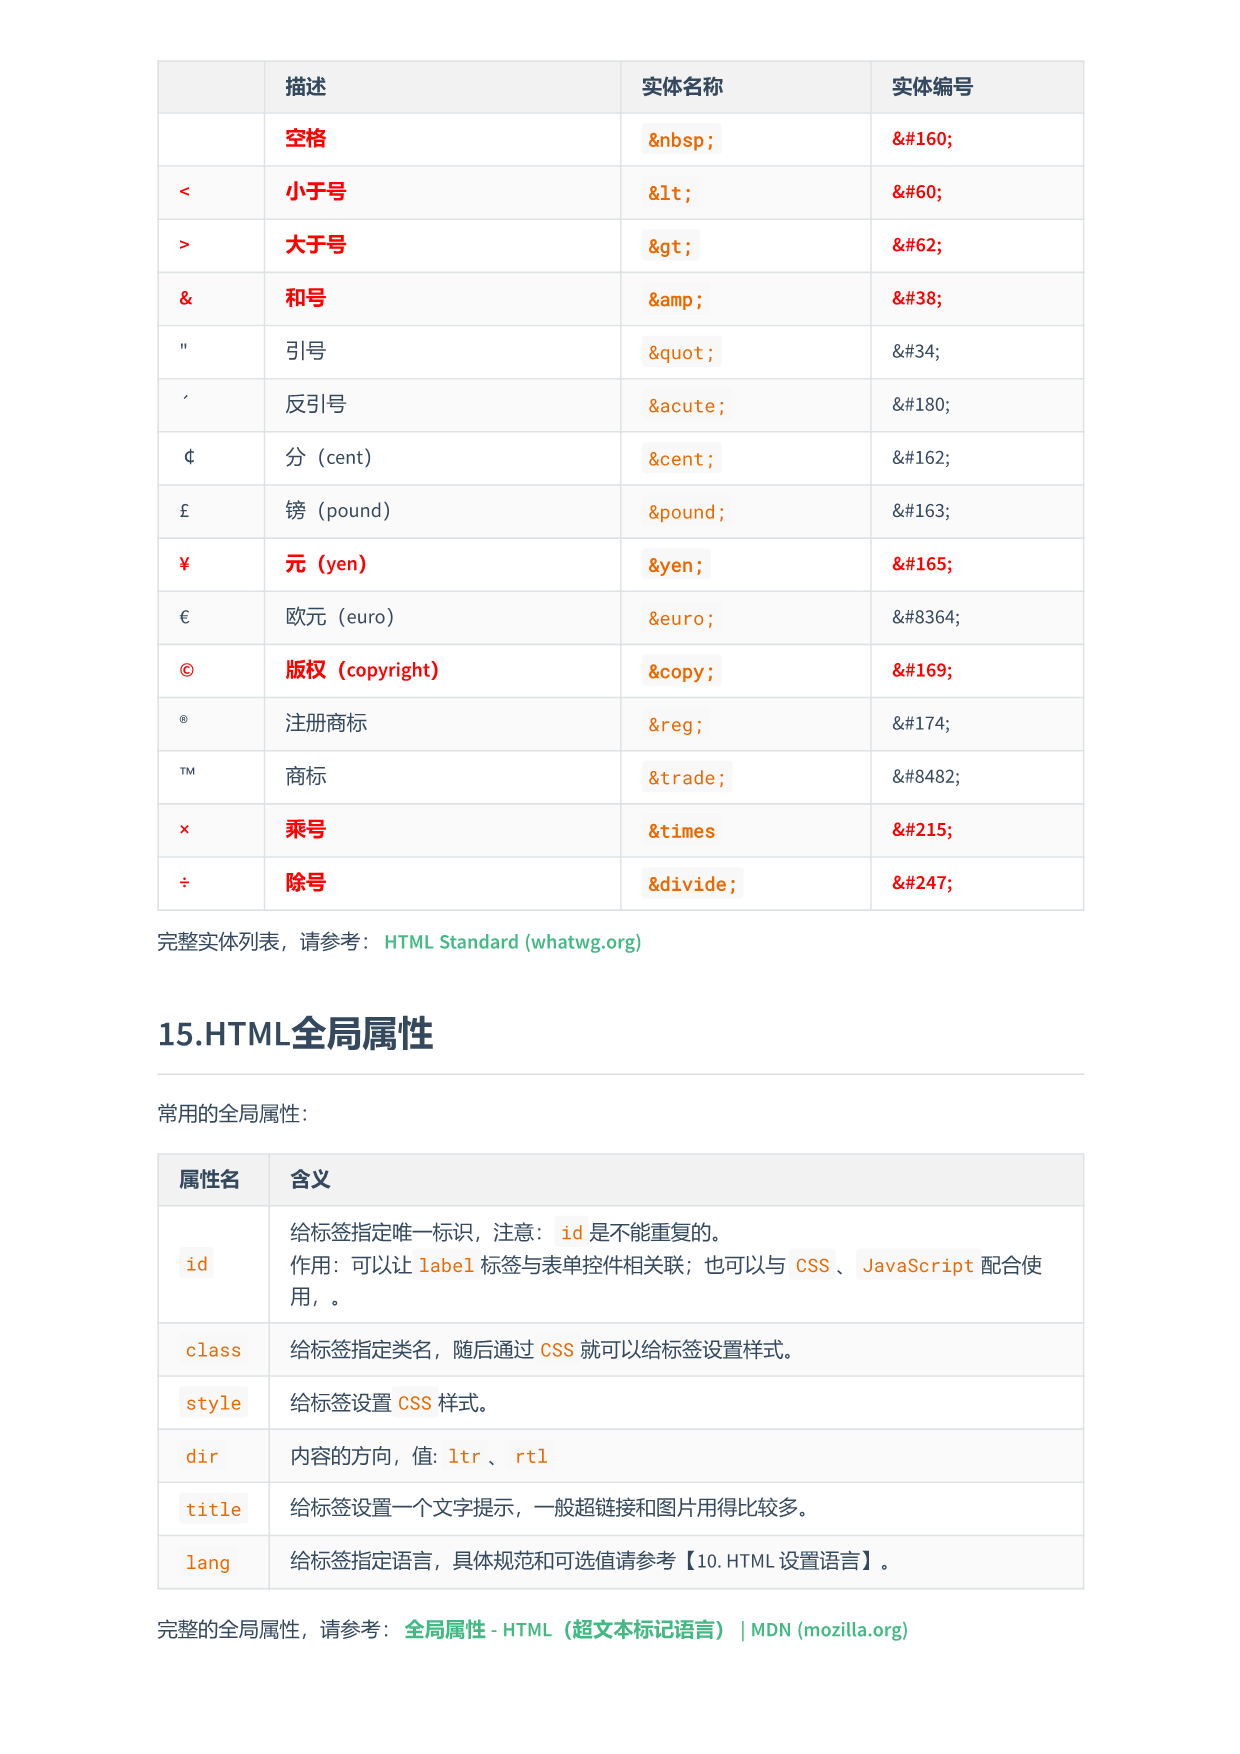 描述 实体名称 实体编号
空格 &nbsp; &#160;
< 小于号 &lt; &#60;
> 大于号 &gt; &#62;
& 和号 &amp; &#38;
" 引号 &quot; &#34;
´ 反引号 &acute; &#180;
¢ 分（cent） &cent; &#162;
£ 镑（pound） &pound; &#163;
¥ 元（yen） &yen; &#165;
€ 欧元（euro） &euro; &#8364;
© 版权（copyright） &copy; &#169;
® 注册商标 &reg; &#174;
™ 商标 &trade; &#8482;
× 乘号 &times &#215;
÷ 除号 &divide; &#247;
完整实体列表，请参考： HTML Standard (whatwg.org)
15.HTML全局属性
常用的全局属性：
属性名 含义
id
给标签指定唯一标识，注意： id 是不能重复的。
作用：可以让 label 标签与表单控件相关联；也可以与 CSS 、 JavaScript 配合使
用，。
class 给标签指定类名，随后通过 CSS 就可以给标签设置样式。
style 给标签设置 CSS 样式。
dir 内容的方向，值: ltr 、 rtl
title 给标签设置一个文字提示，一般超链接和图片用得比较多。
lang 给标签指定语言，具体规范和可选值请参考【10. HTML 设置语言】。
完整的全局属性，请参考： 全局属性 - HTML（超文本标记语言） | MDN (mozilla.org)